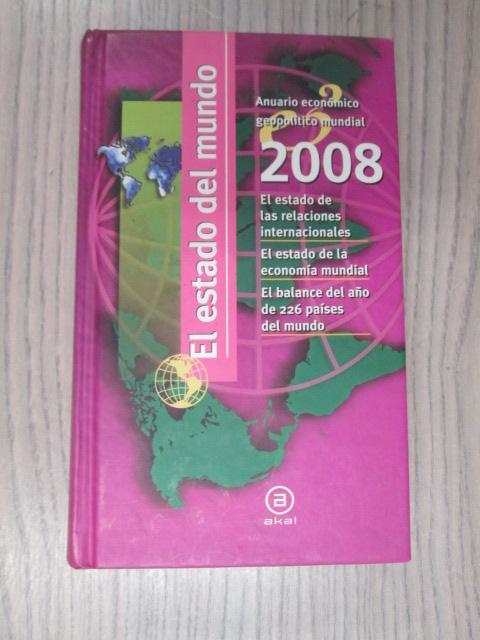 El estado del mundo
Anuario económico
geopolítico mundial
2008
El estado de
las relaciones
internacionales
El estado de la
economía mundial
El balance del año
de 226 países
del mundo
a
akal